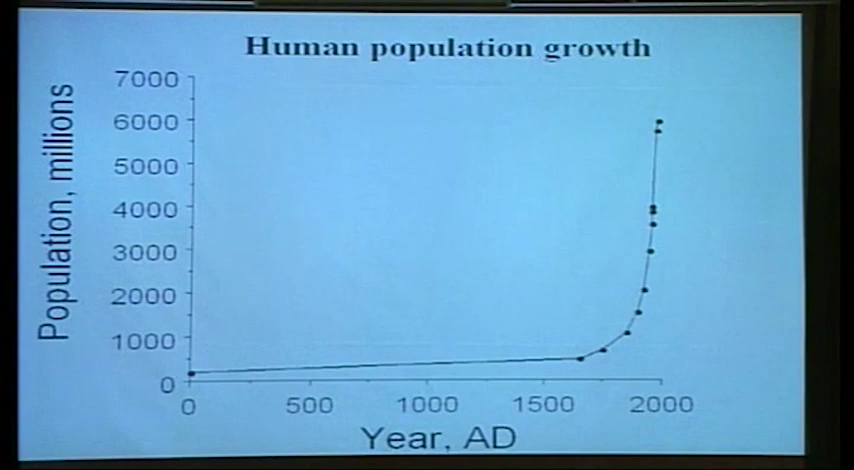 Human population growth
Population, millions
7000
6000
5000
4000
3000
2000
1000
0
0 500 1000 1500 2000
Year, AD